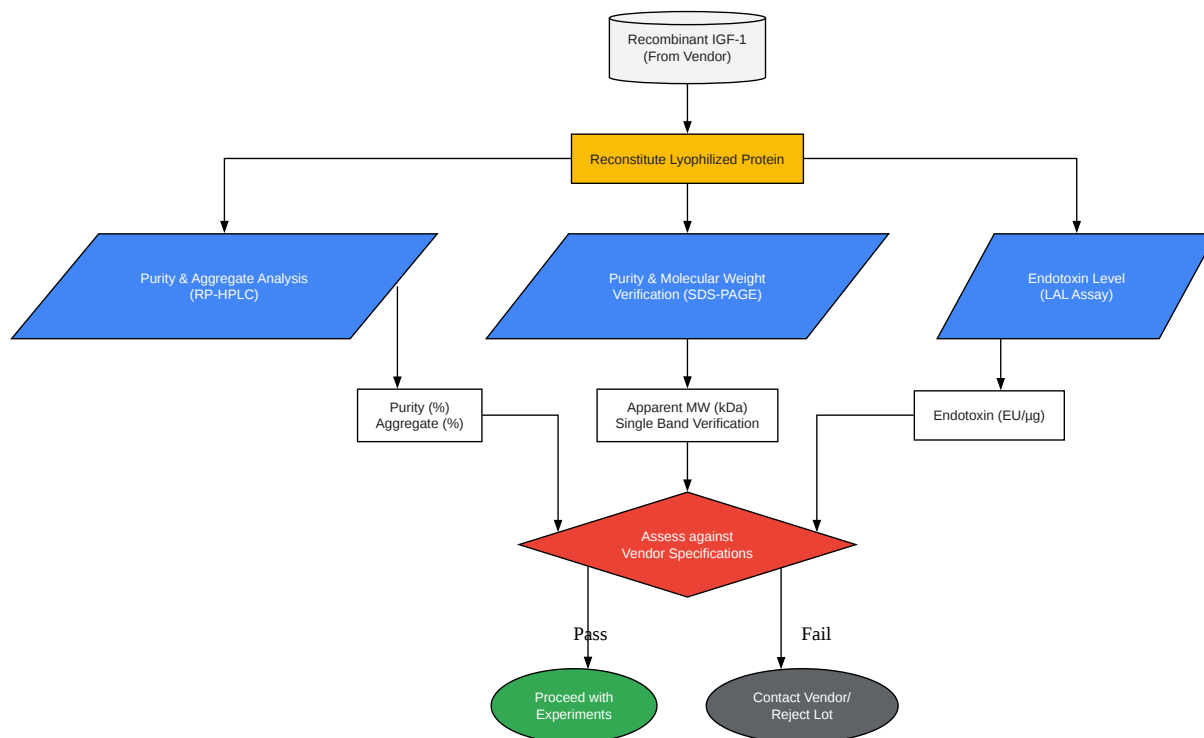 Recombinant IGF-1
(From Vendor)
Reconstitute Lyophilized Protein
Purity & Aggregate Analysis
(RP-HPLC)
Purity & Molecular Weight
Verification (SDS-PAGE)
Endotoxin Level
(LAL Assay)
Purity (%)
Aggregate (%)
Apparent MW (kDa)
Single Band Verification
Endotoxin (EU/µg)
Assess against
Vendor Specifications
Pass
Fail
Proceed with
Experiments
Contact Vendor/
Reject Lot